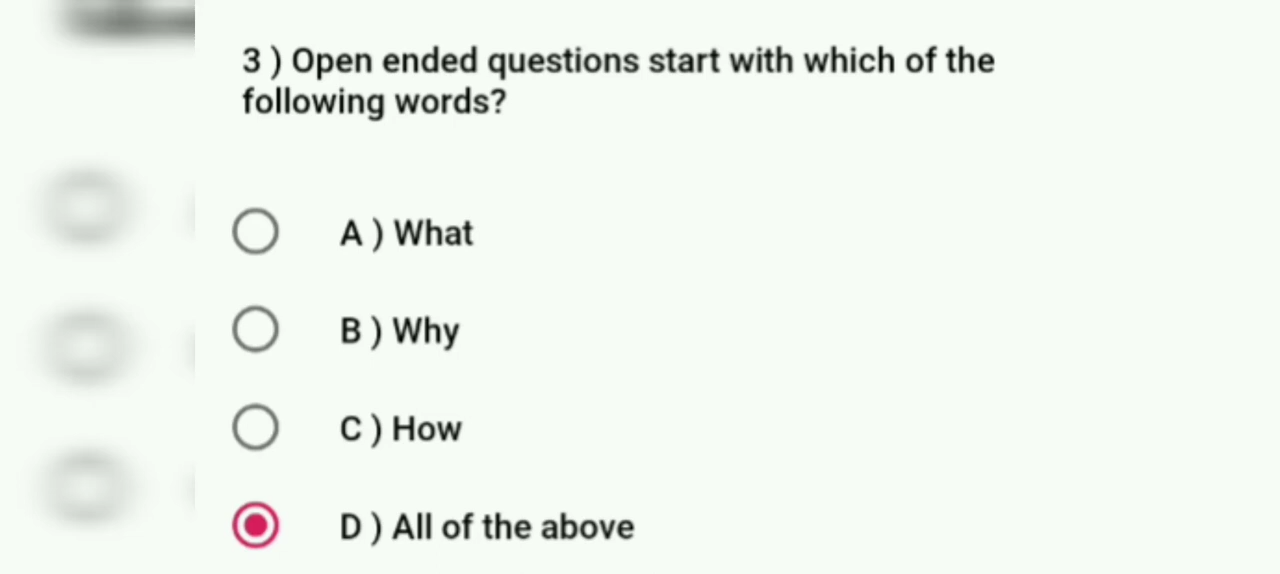 3 ) Open ended questions start with which of the
following words?
A ) What
B ) Why
C ) How
D ) All of the above